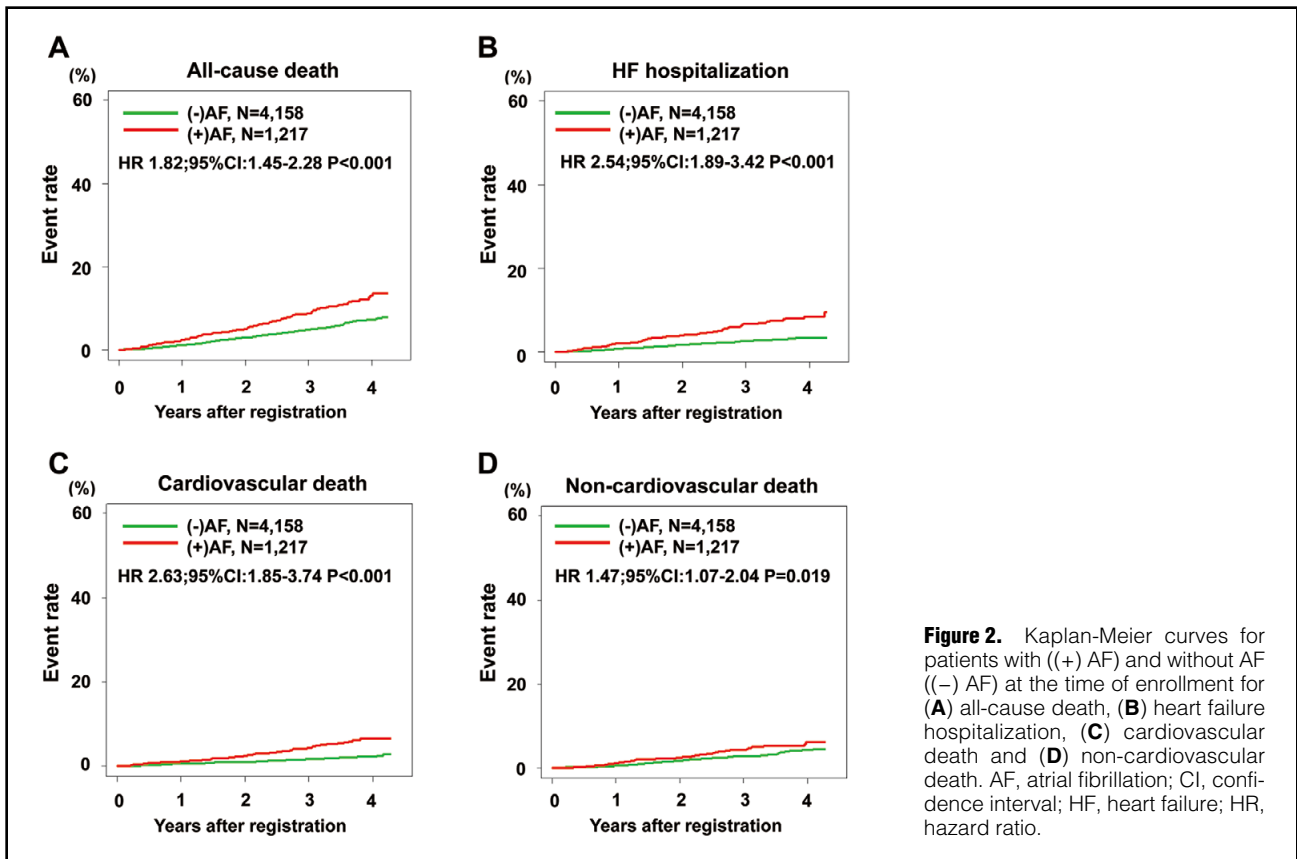 A
(%)
All-cause death
60
40
20
0
Event rate
(-)AF, N=4,158
(+)AF, N=1,217
HR 1.82;95%CI:1.45-2.28 P<0.001
0 1 2 3 4
Years after registration
B
(%)
HF hospitalization
60
40
20
0
Event rate
(-)AF, N=4,158
(+)AF, N=1,217
HR 2.54;95%CI:1.89-3.42 P<0.001
0 1 2 3 4
Years after registration
C
(%)
Cardiovascular death
60
40
20
0
Event rate
(-)AF, N=4,158
(+)AF, N=1,217
HR 2.63;95%CI:1.85-3.74 P<0.001
0 1 2 3 4
Years after registration
D
(%)
Non-cardiovascular death
60
40
20
0
Event rate
(-)AF, N=4,158
(+)AF, N=1,217
HR 1.47;95%CI:1.07-2.04 P=0.019
0 1 2 3 4
Years after registration
Figure 2. Kaplan-Meier curves for
patients with ((+) AF) and without AF
((−) AF) at the time of enrollment for
(A) all-cause death, (B) heart failure
hospitalization, (C) cardiovascular
death and (D) non-cardiovascular
death. AF, atrial fibrillation; CI, confi-
dence interval; HF, heart failure; HR,
hazard ratio.